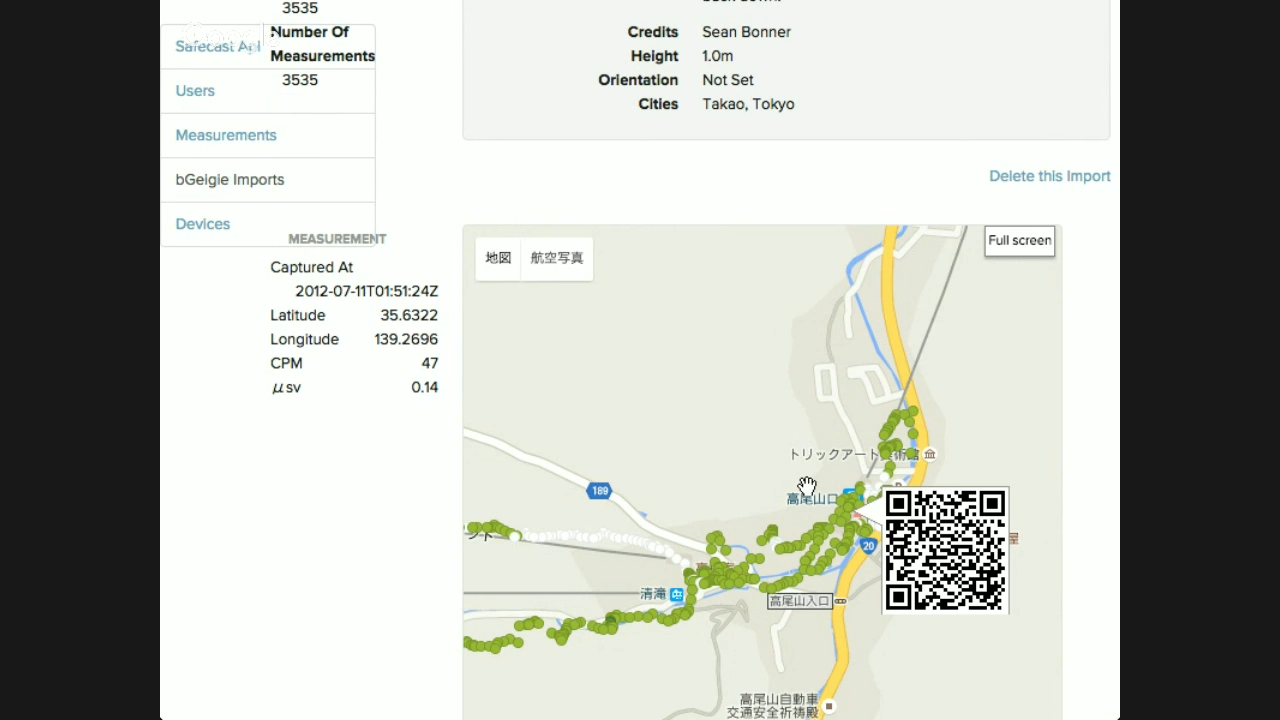 3535
Number Of
Measurements
3535
Safecast API
Users
Measurements
bGeigie Imports
Devices
Credits Sean Bonner
Height 1.0m
Orientation Not Set
Cities Takao, Tokyo
Delete this Import
MEASUREMENT
Captured At
2012-07-11T01:51:24Z
Latitude 35.6322
Longitude 139.2696
CPM 47
μsv 0.14
地図
航空写真
Full screen
トリックアート美術館
189
高尾山口
20
屋
清滝
高尾山入口
高尾山自動車
交通安全祈祷殿